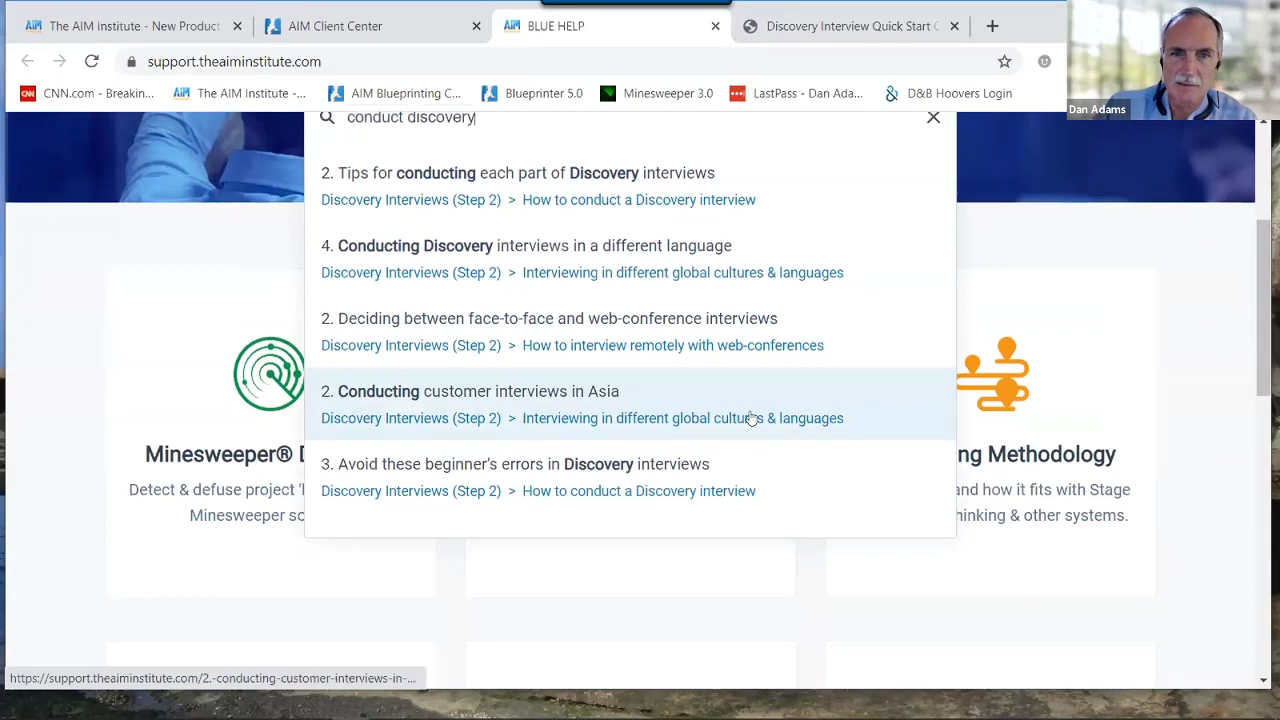 The AIM Institute - New Product
AIM Client Center
BLUE HELP
Discovery Interview Quick Start
support.theaiminstitute.com
CNN.com - Breakin...
The AIM Institute -...
AIM Blueprinting C...
Blueprinter 5.0
Minesweeper 3.0
LastPass - Dan Ada...
D&B Hoovers Login
Dan Adams
conduct discovery
2. Tips for conducting each part of Discovery interviews
Discovery Interviews (Step 2) > How to conduct a Discovery interview
4. Conducting Discovery interviews in a different language
Discovery Interviews (Step 2) > Interviewing in different global cultures & languages
2. Deciding between face-to-face and web-conference interviews
Discovery Interviews (Step 2) > How to interview remotely with web-conferences
2. Conducting customer interviews in Asia
Discovery Interviews (Step 2) > Interviewing in different global cultures & languages
3. Avoid these beginner's errors in Discovery interviews
Discovery Interviews (Step 2) > How to conduct a Discovery interview
Minesweeper® D
Detect & defuse project '
Minesweeper so
ng Methodology
and how it fits with Stage
hinking & other systems.
https://support.theaiminstitute.com/2.-conducting-customer-interviews-in-...